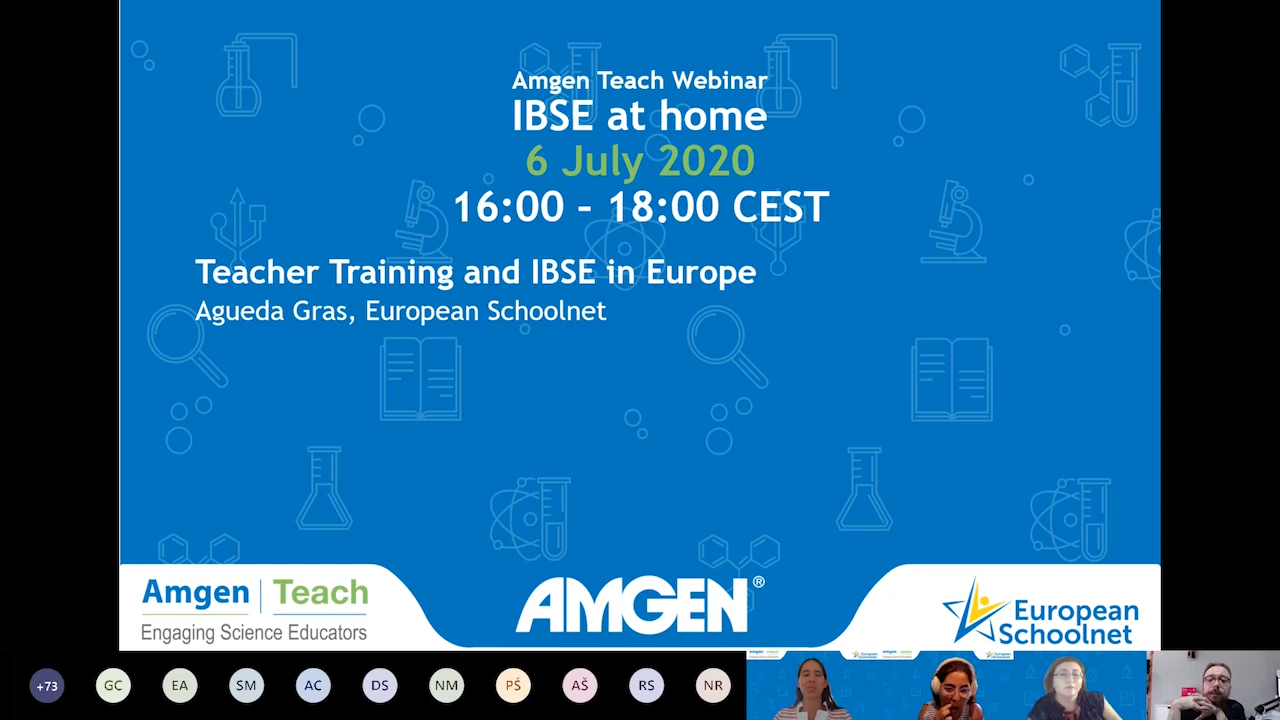 Amgen Teach Webinar
IBSE at home
6 July 2020
16:00 – 18:00 CEST
Teacher Training and IBSE in Europe
Agueda Gras, European Schoolnet
Amgen | Teach
Engaging Science Educators
AMGEN®
European
Schoolnet
+73 GC EA SM AC DS NM PŚ AŠ RS NR